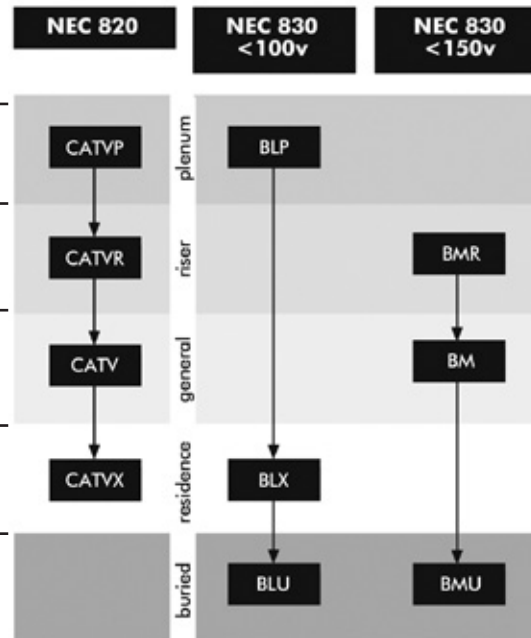 NEC 820
NEC 830
<100v
NEC 830
<150v
CATVP
plenum
BLP
CATVR
riser
BMR
CATV
general
BM
CATVX
residence
BLX
buried
BLU
BMU